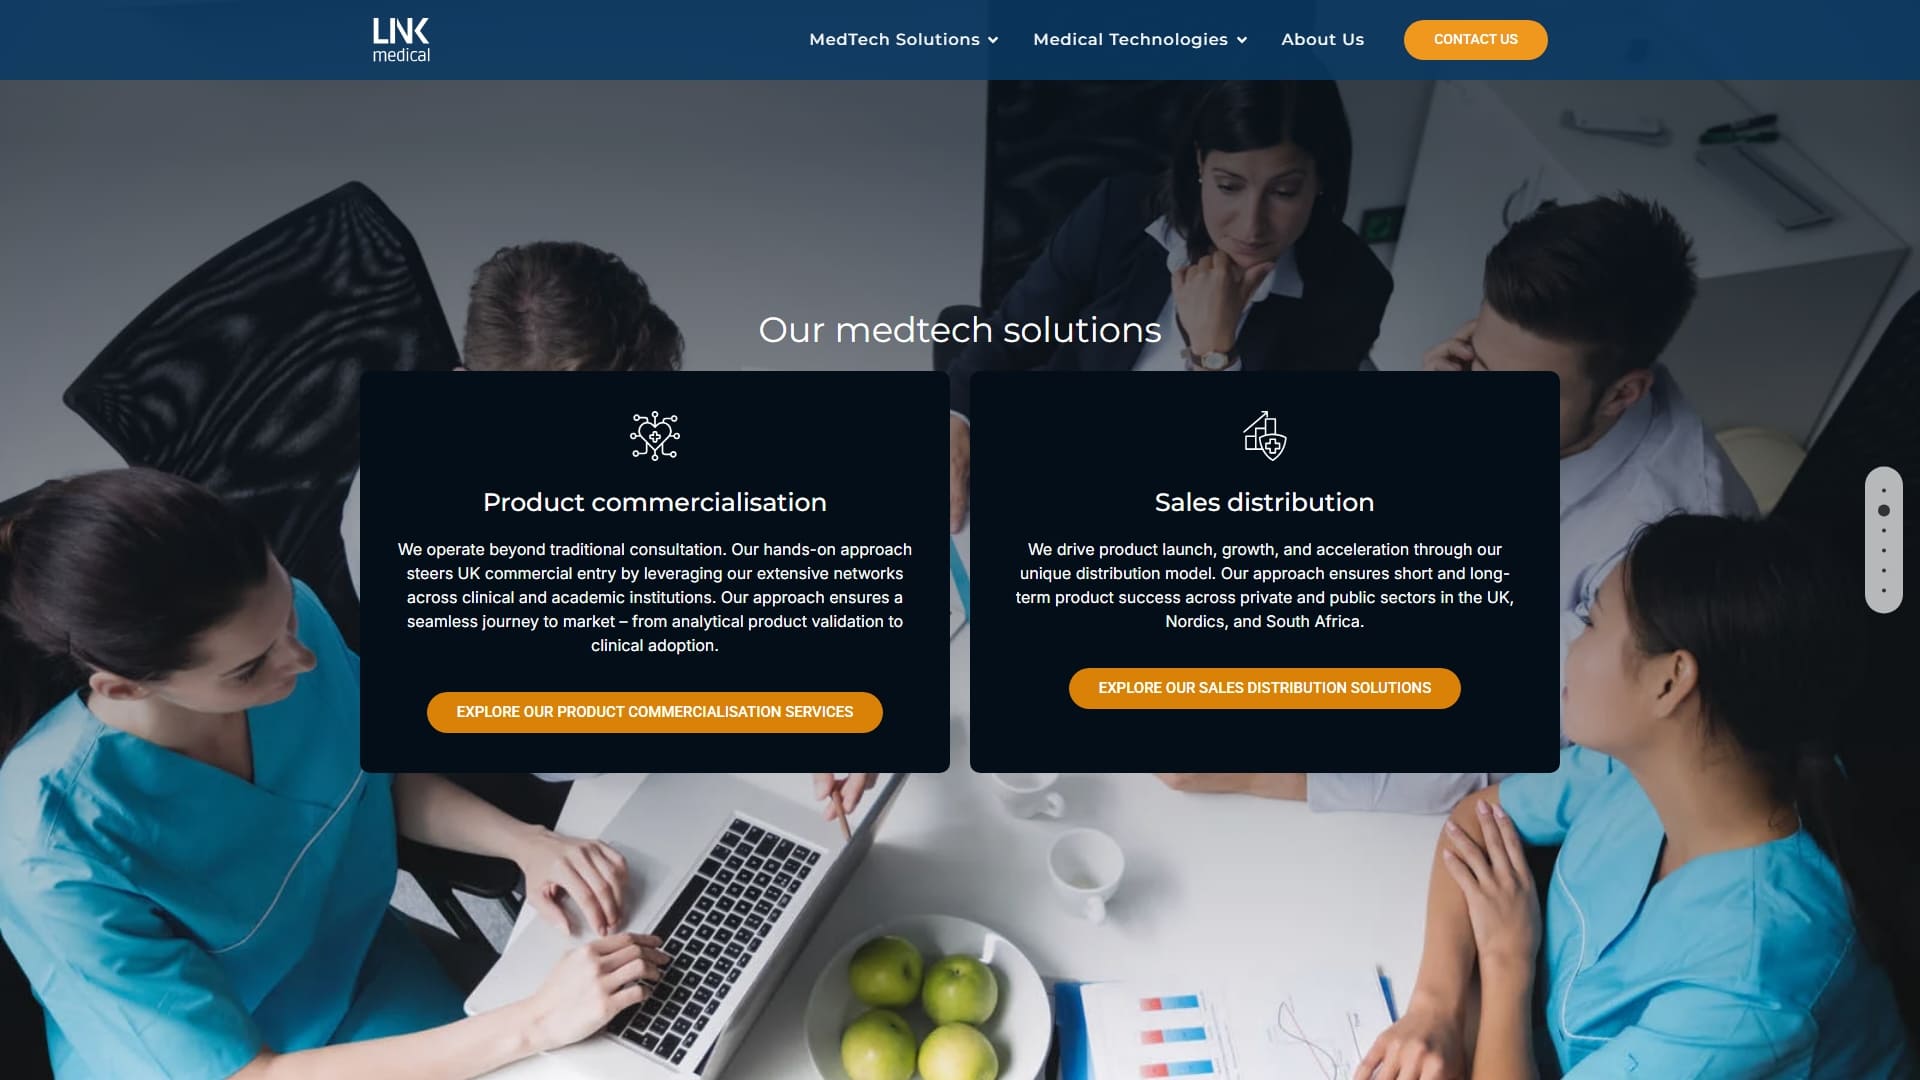 LINK
medical
MedTech Solutions
Medical Technologies
About Us
CONTACT US
Our medtech solutions
Product commercialisation
We operate beyond traditional consultation. Our hands-on approach
steers UK commercial entry by leveraging our extensive networks
across clinical and academic institutions. Our approach ensures a
seamless journey to market – from analytical product validation to
clinical adoption.
EXPLORE OUR PRODUCT COMMERCIALISATION SERVICES
Sales distribution
We drive product launch, growth, and acceleration through our
unique distribution model. Our approach ensures short and long-
term product success across private and public sectors in the UK,
Nordics, and South Africa.
EXPLORE OUR SALES DISTRIBUTION SOLUTIONS